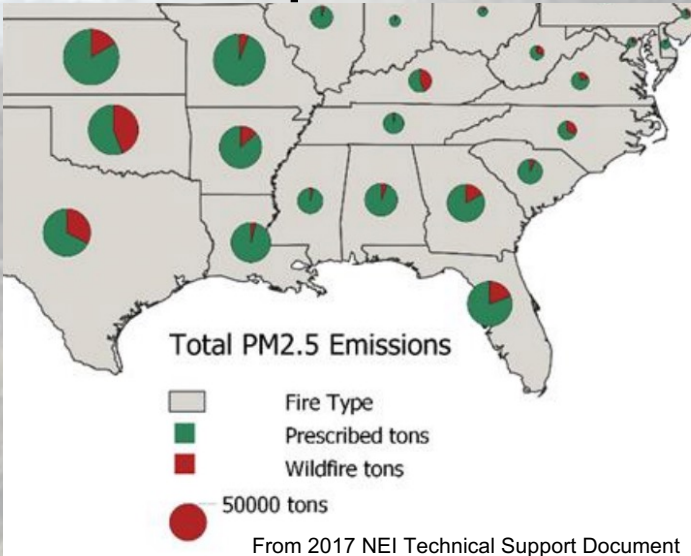 Total PM2.5 Emissions
Fire Type
Prescribed tons
Wildfire tons
50000 tons
From 2017 NEI Technical Support Document